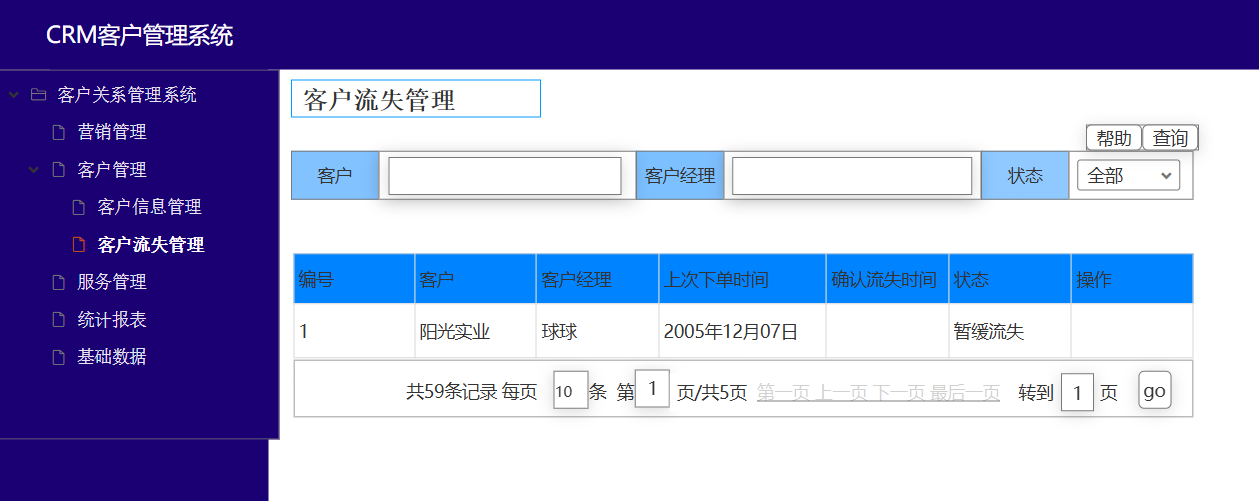 CRM客户管理系统
客户关系管理系统
营销管理
客户管理
客户信息管理
客户流失管理
服务管理
统计报表
基础数据
客户流失管理
帮助 查询
客户 客户经理 状态 全部
编号 客户 客户经理 上次下单时间 确认流失时间 状态 操作
1 阳光实业 球球 2005年12月07日 暂缓流失
共59条记录 每页 10 条 第 1 页/共5页 第一页 上一页 下一页 最后一页 转到 1 页 go